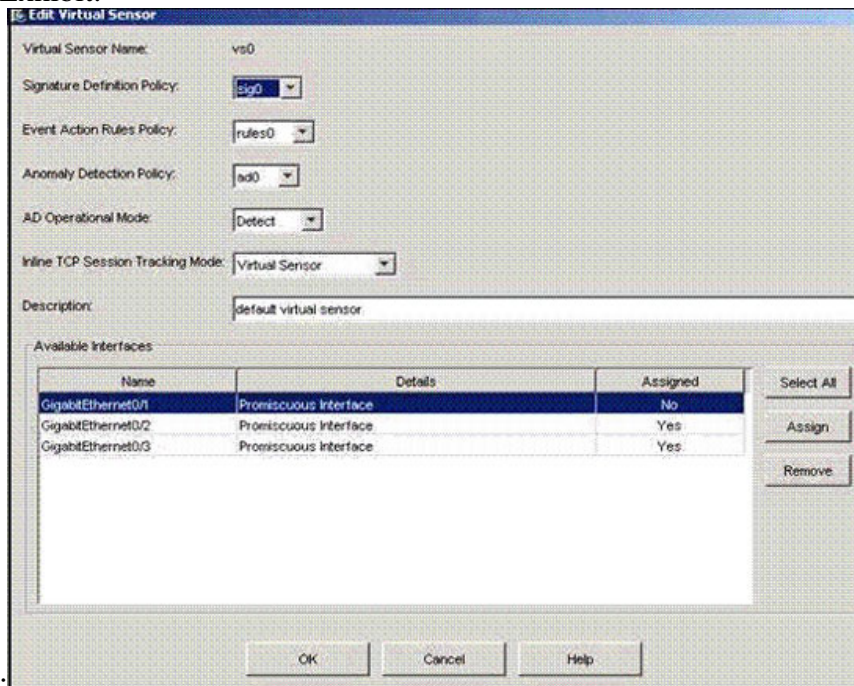 Edit Virtual Sensor
Virtual Sensor Name: vs0
Signature Definition Policy: sig0
Event Action Rules Policy: rules0
Anomaly Detection Policy: ad0
AD Operational Mode: Detect
Inline TCP Session Tracking Mode: Virtual Sensor
Description: default virtual sensor
Available Interfaces
Name Details Assigned
GigabitEthernet0/1 Promiscuous Interface No
GigabitEthernet0/2 Promiscuous Interface Yes
GigabitEthernet0/3 Promiscuous Interface Yes
Select All
Assign
Remove
OK Cancel Help
.